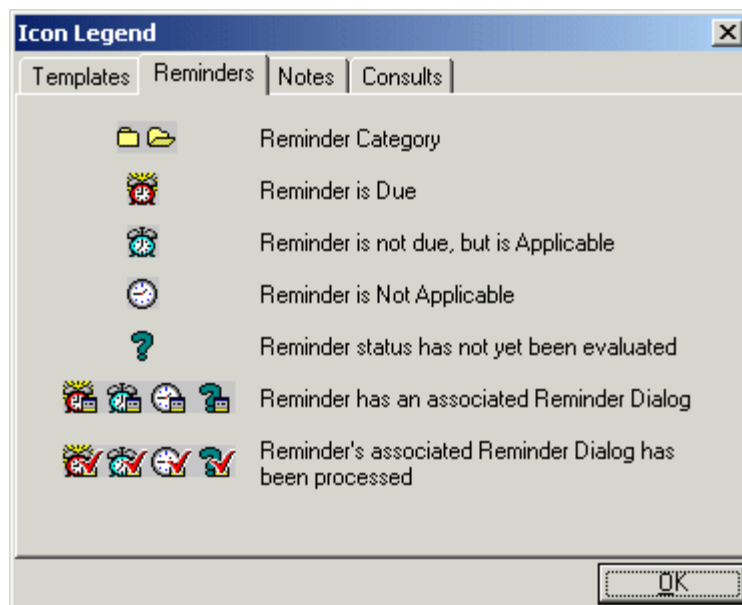 Icon Legend
Templates Reminders Notes Consults
Reminder Category
Reminder is Due
Reminder is not due, but is Applicable
Reminder is Not Applicable
Reminder status has not yet been evaluated
Reminder has an associated Reminder Dialog
Reminder's associated Reminder Dialog has
been processed
OK